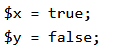 $x = true;
$y = false;